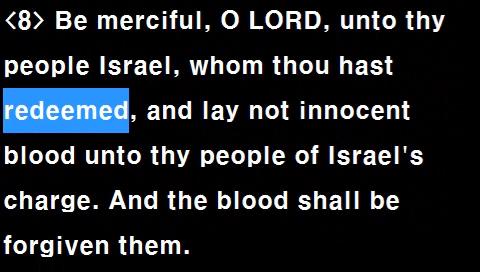 <8> Be merciful, O LORD, unto thy
people Israel, whom thou hast
redeemed, and lay not innocent
blood unto thy people of Israel's
charge. And the blood shall be
forgiven them.